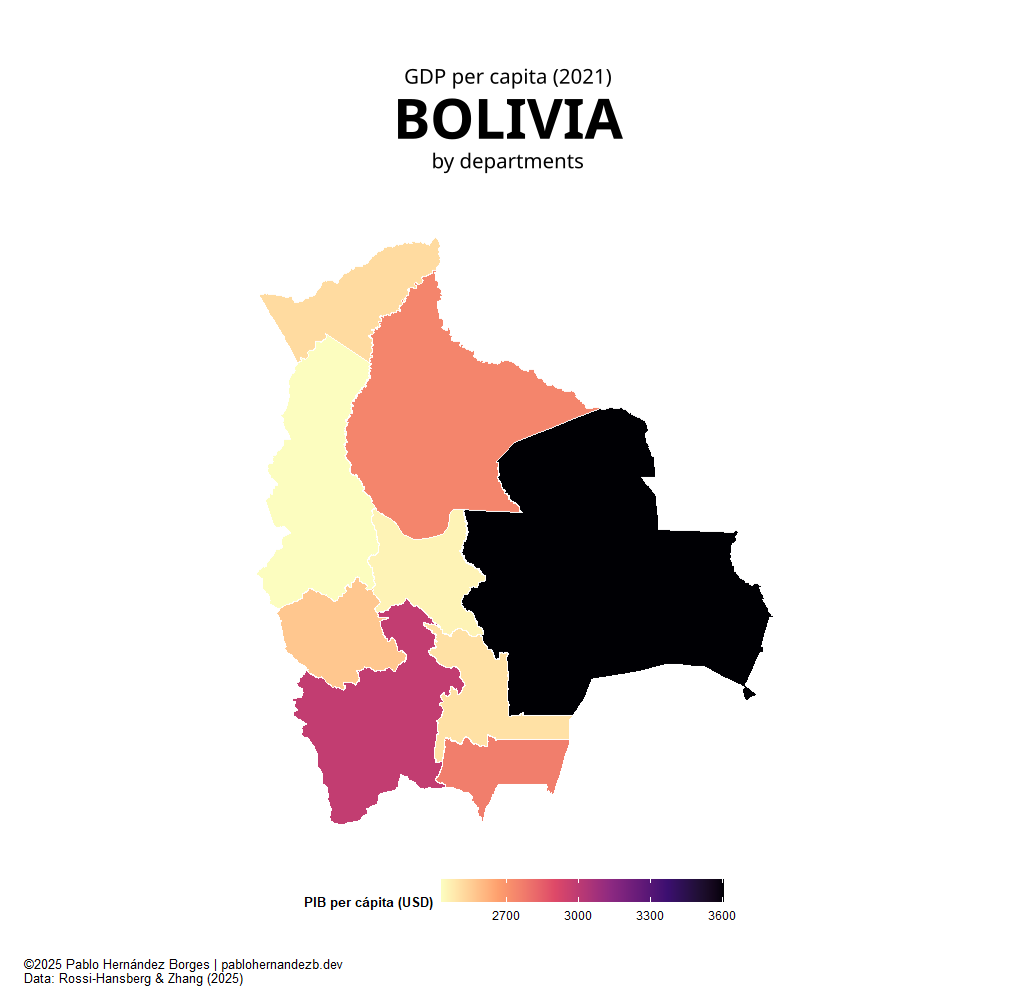 GDP per capita (2021)
BOLIVIA
by departments
PIB per cápita (USD)
2700 3000 3300 3600
©2025 Pablo Hernández Borges | pablohernandezb.dev
Data: Rossi-Hansberg & Zhang (2025)